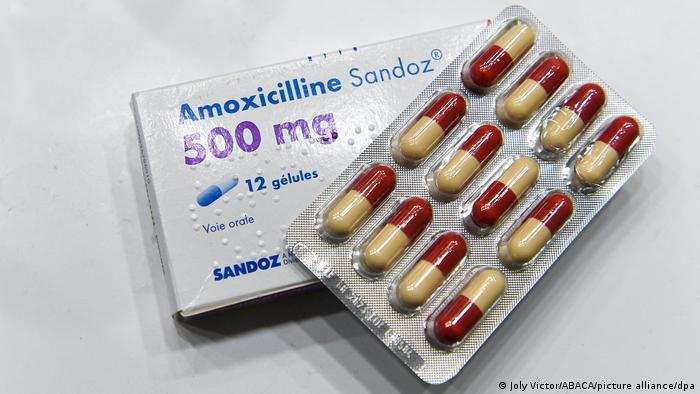 Amoxicilline Sandoz®
500 mg
12 gélules
Voie orale
SANDOZ
© Joly Victor/ABACA/picture alliance/dpa